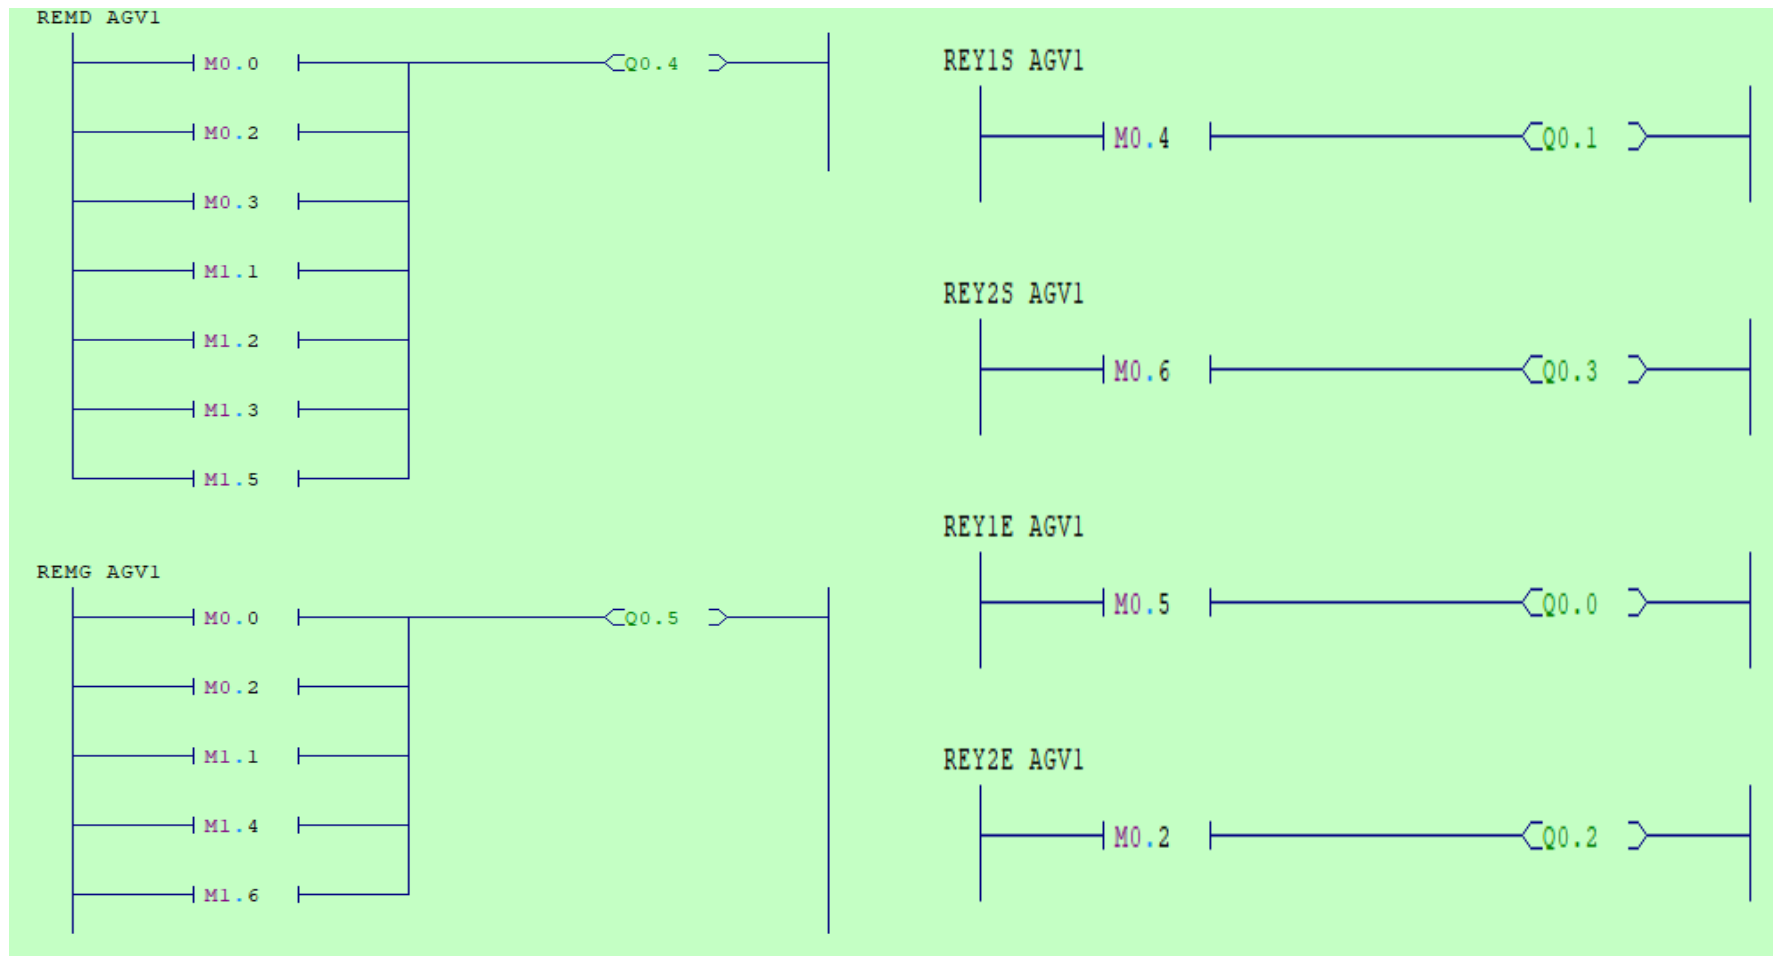 REMD AGV1
M0.0 Q0.4
M0.2
M0.3
M1.1
M1.2
M1.3
M1.5
REMG AGV1
M0.0 Q0.5
M0.2
M1.1
M1.4
M1.6
REY1S AGV1
M0.4 Q0.1
REY2S AGV1
M0.6 Q0.3
REY1E AGV1
M0.5 Q0.0
REY2E AGV1
M0.2 Q0.2